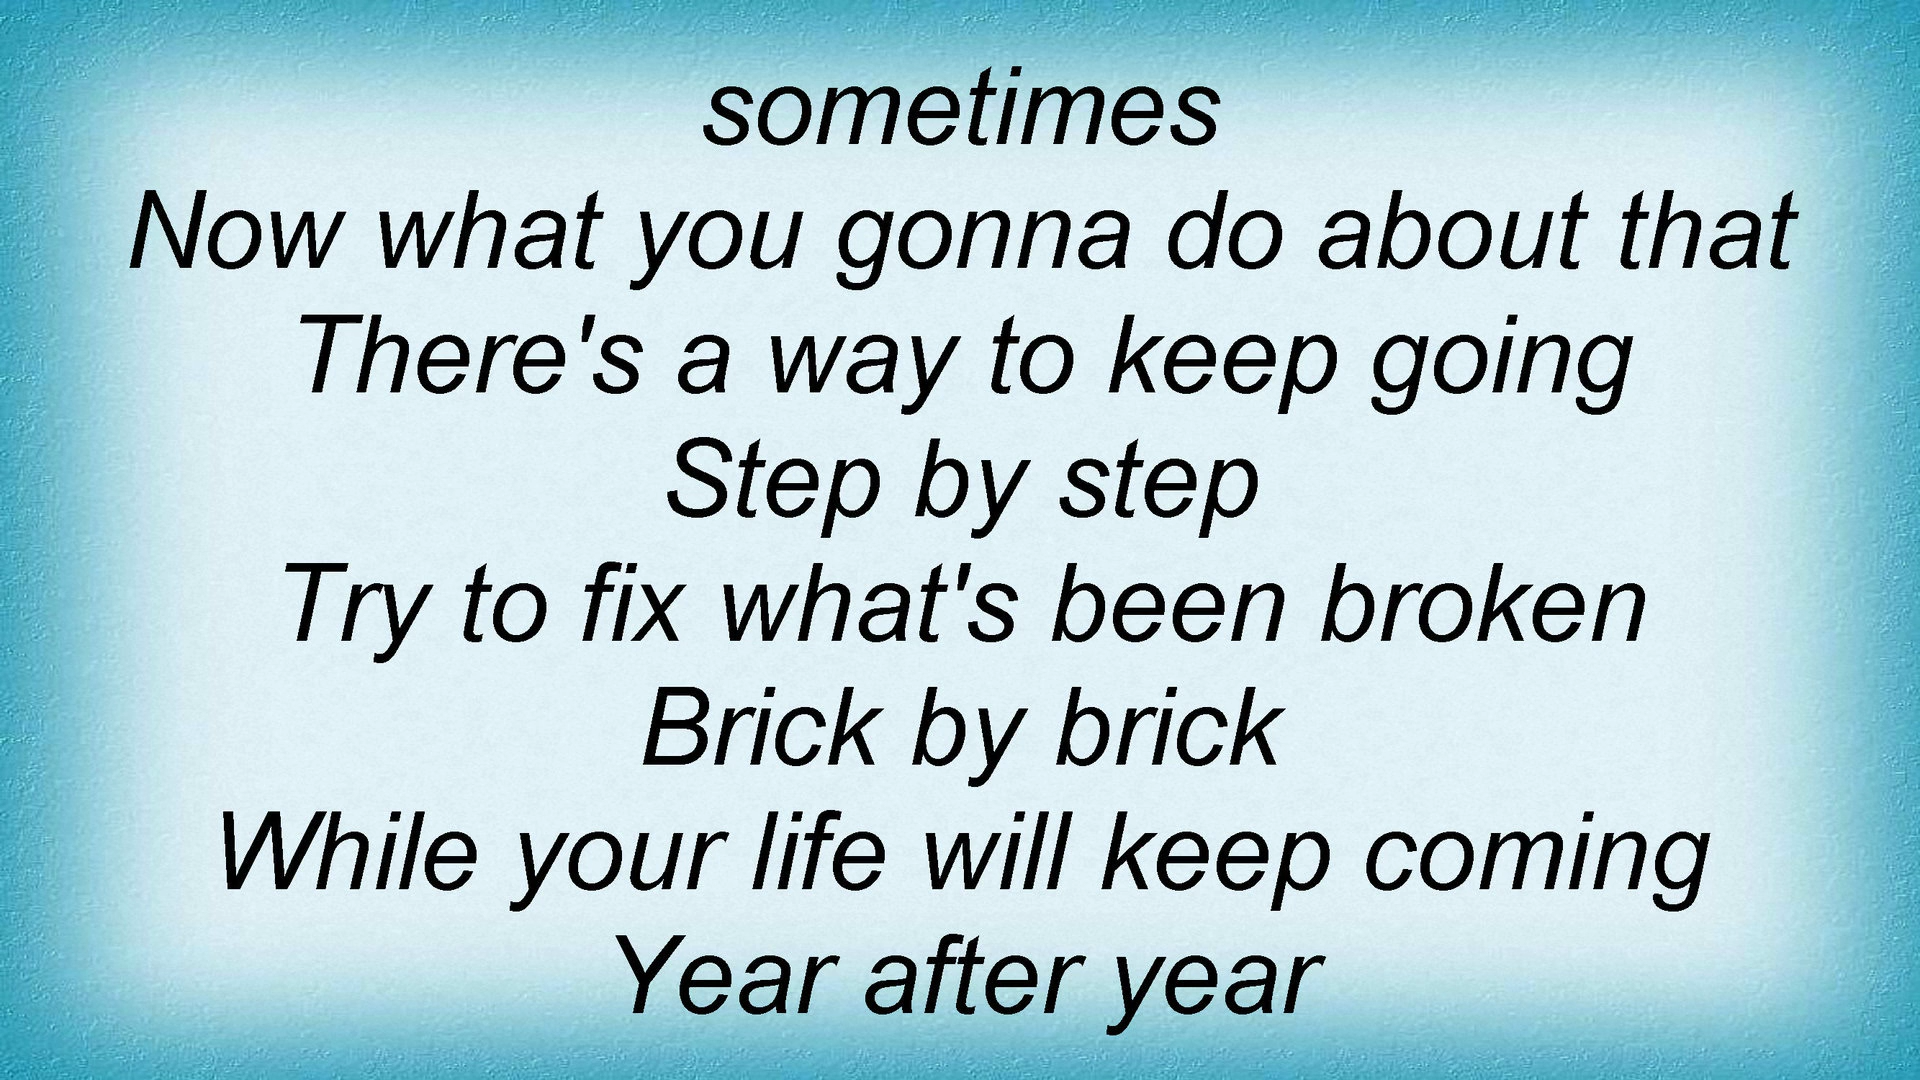 sometimes
Now what you gonna do about that
There's a way to keep going
Step by step
Try to fix what's been broken
Brick by brick
While your life will keep coming
Year after year